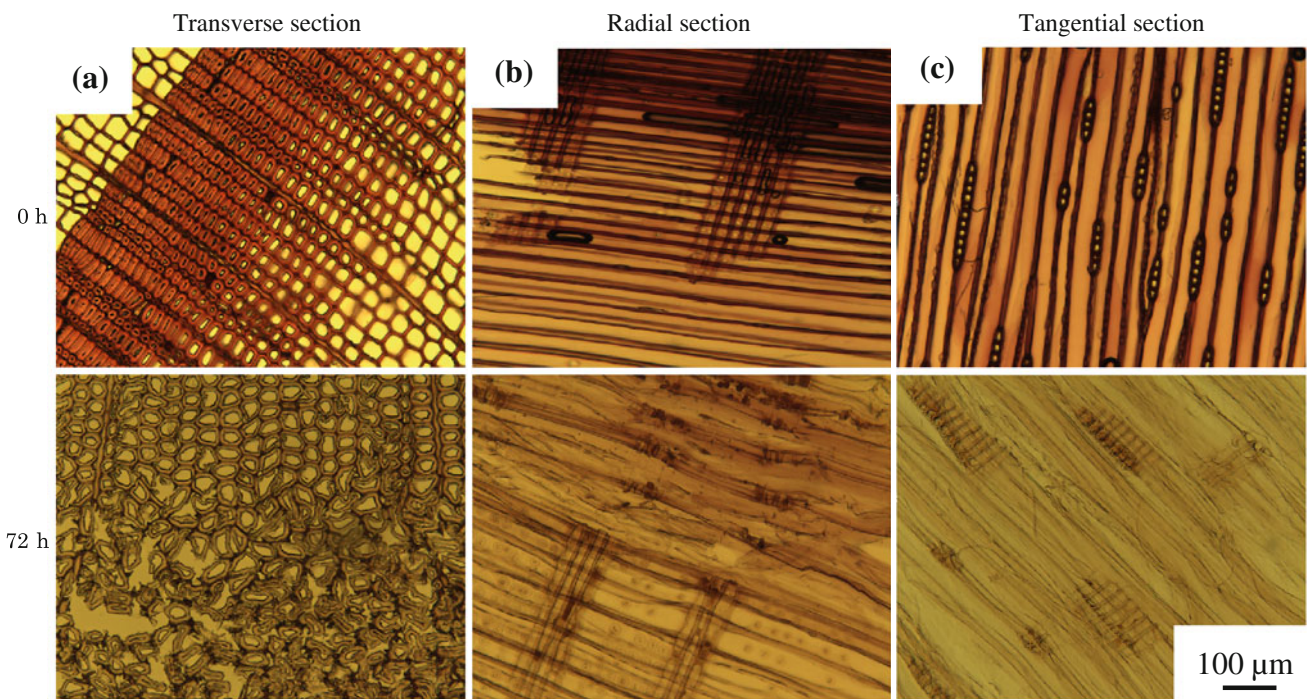 Transverse section
Radial section
Tangential section
(a)
(b)
(c)
0 h
72 h
100 μm